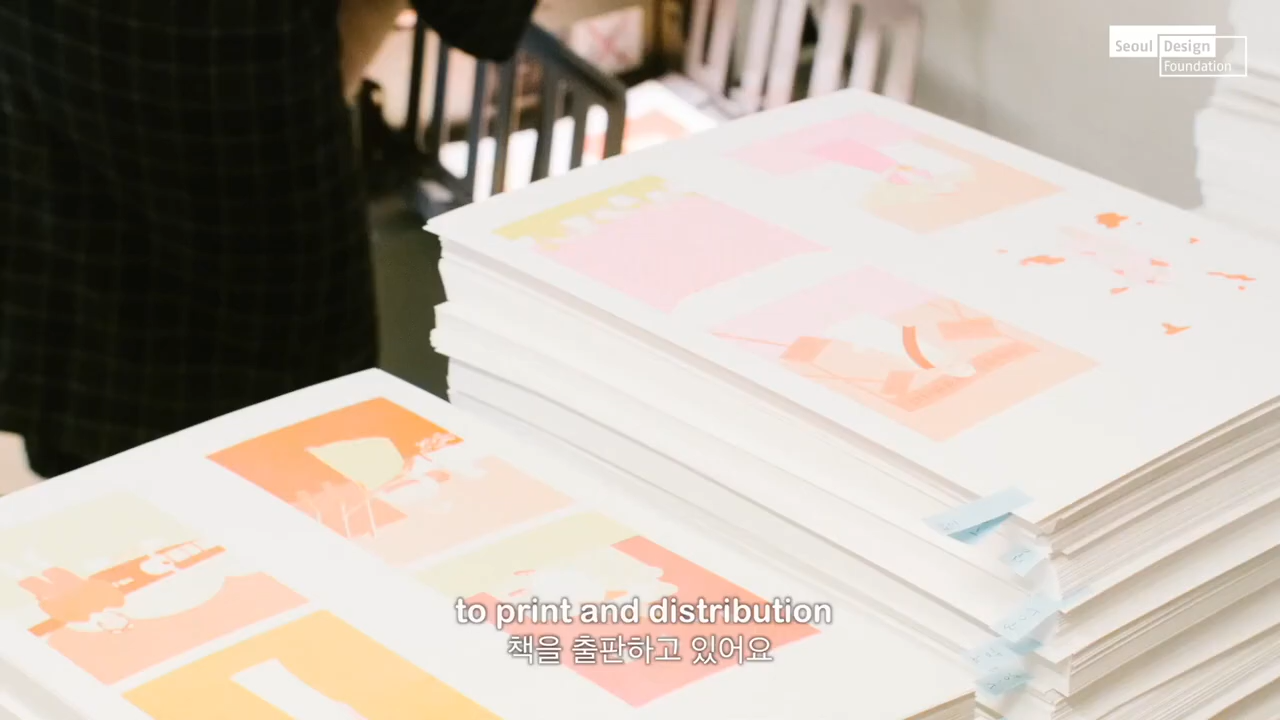 Seoul Design
Foundation
to print and distribution
책을 출판하고 있어요